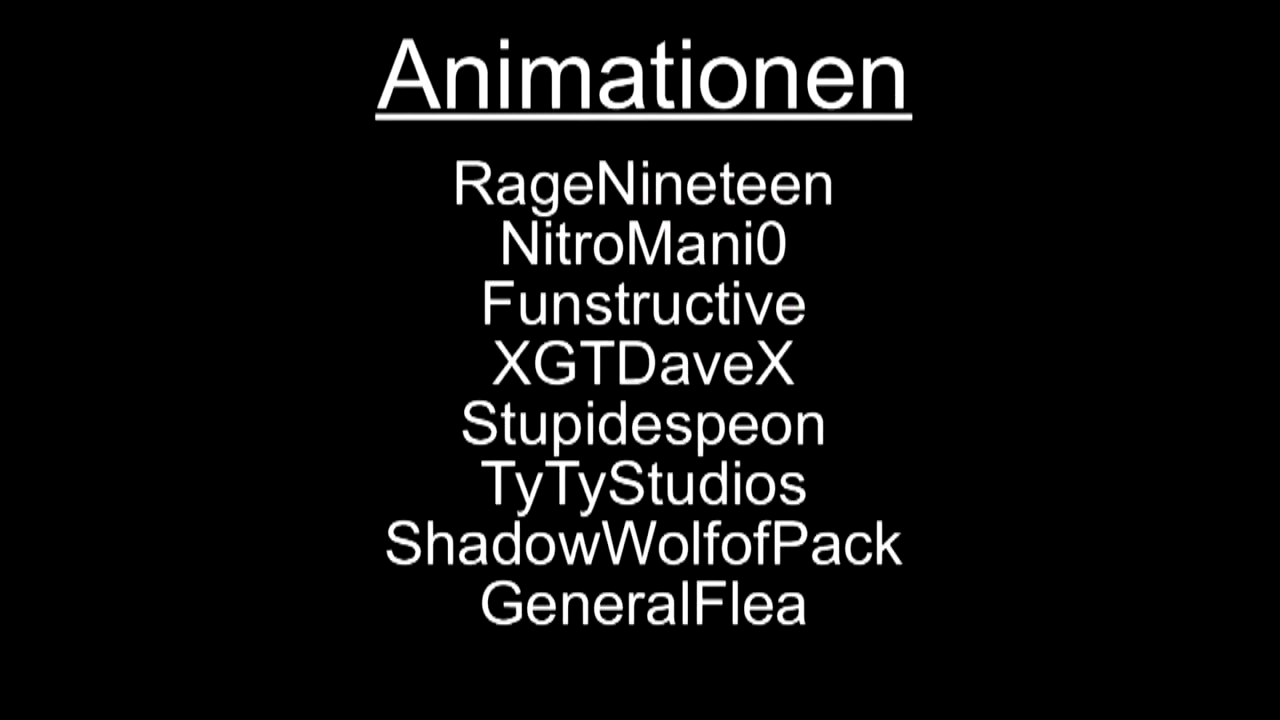 Animationen
RageNineteen
NitroMani0
Funstructive
XGTDaveX
Stupidespeon
TyTyStudios
ShadowWolfofPack
GeneralFlea